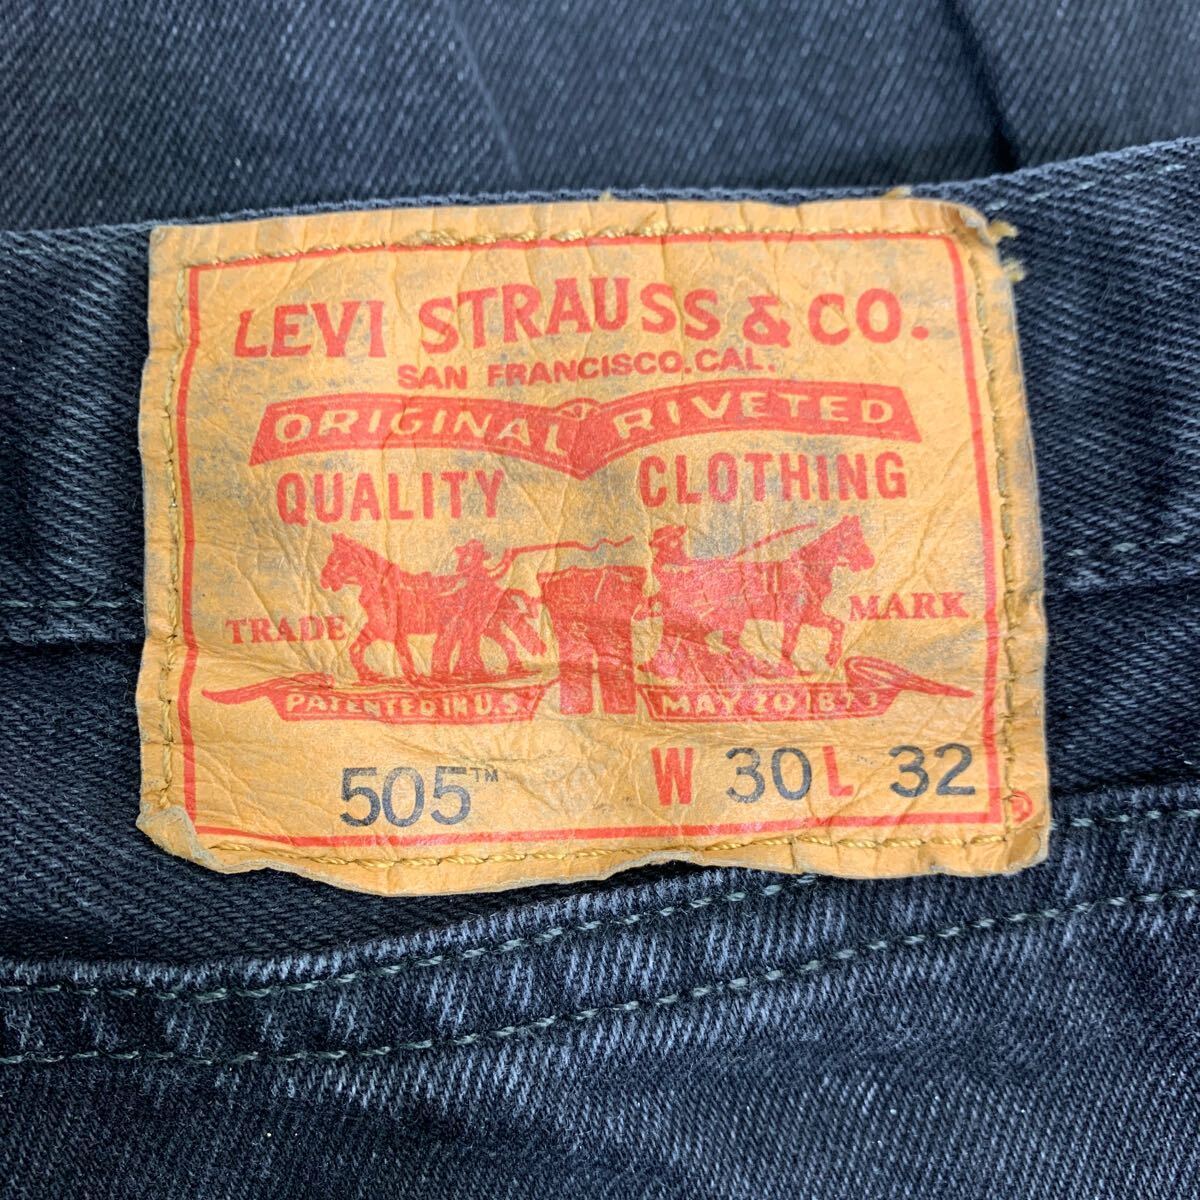 LEVI STRAUSS & CO.
SAN FRANCISCO. CAL.
ORIGINAL RIVETED
QUALITY CLOTHING
TRADE MARK
PATENTED IN U.S. MAY 20 1873
505™ W 30 L 32
®